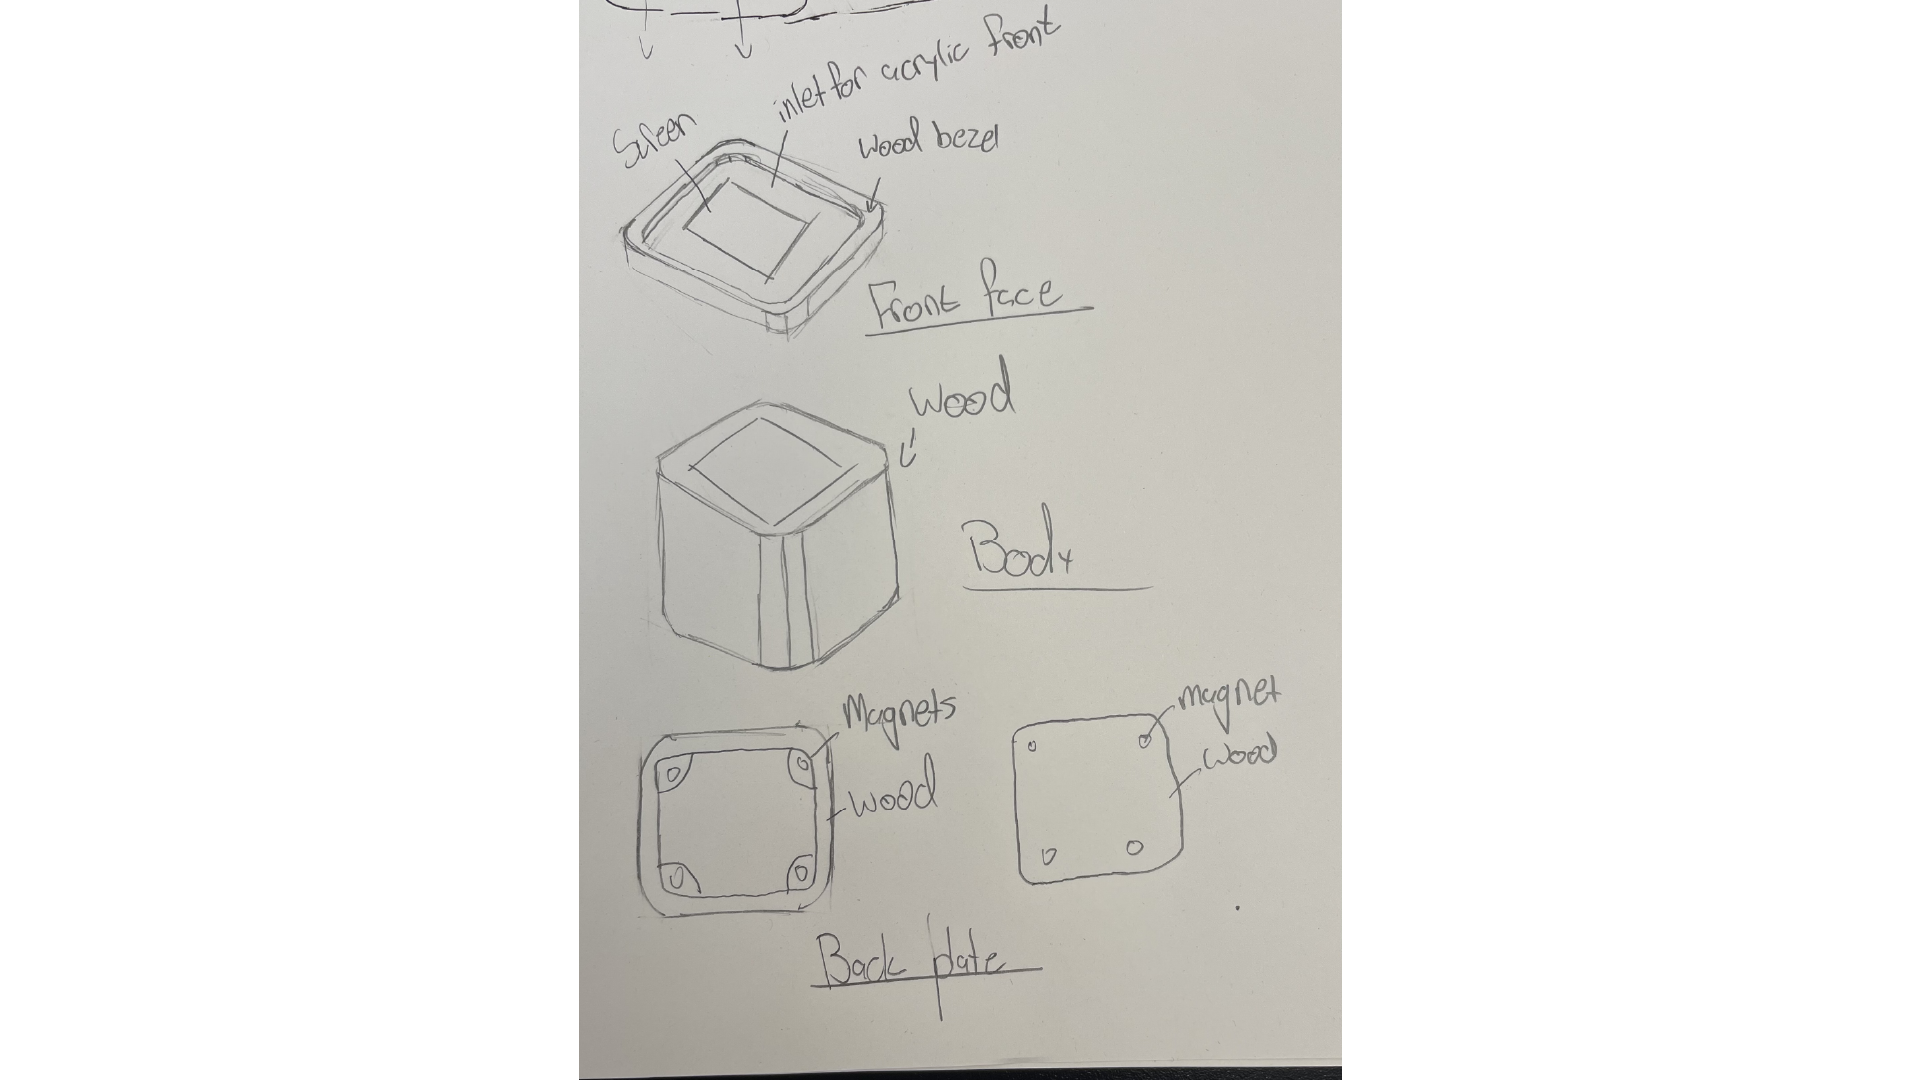 inlet for acrylic front
Screen
wood bezel
Front face
Wood
Body
Magnets
magnet
wood
wood
Back plate